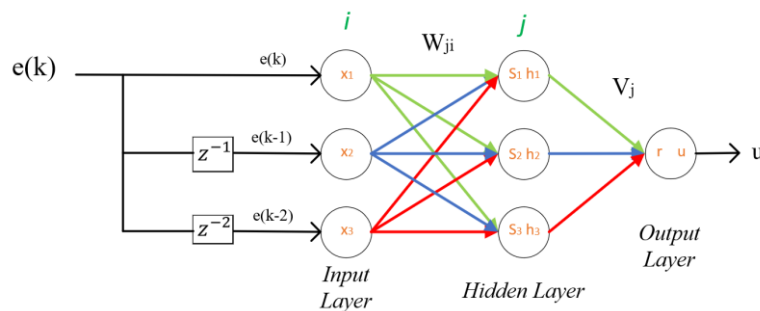 i
j
W_ji
e(k)
e(k)
x₁
S₁ h₁
V_j
z⁻¹
e(k-1)
x₂
S₂ h₂
r u
u
z⁻²
e(k-2)
x₃
S₃ h₃
Input
Layer
Hidden Layer
Output
Layer